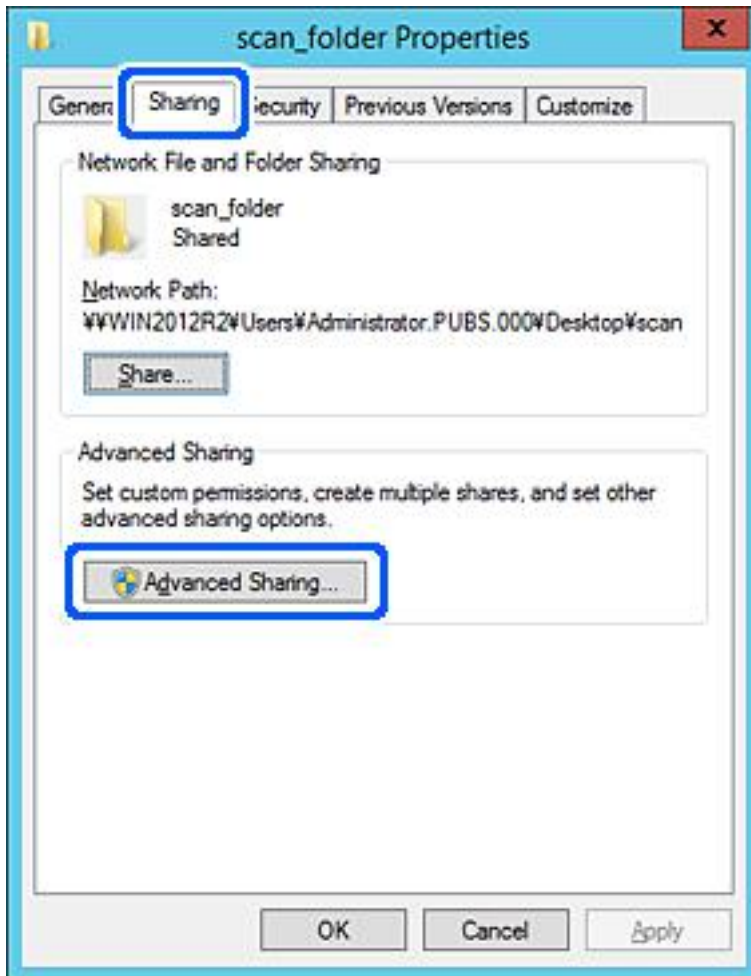 scan_folder Properties
x
Genera Sharing ecurity Previous Versions Customize
Network File and Folder Sharing
scan_folder
Shared
Network Path:
¥¥WIN2012R2¥Users¥Administrator.PUBS.000¥Desktop¥scan
Share...
Advanced Sharing
Set custom permissions, create multiple shares, and set other
advanced sharing options.
Advanced Sharing...
OK Cancel Apply